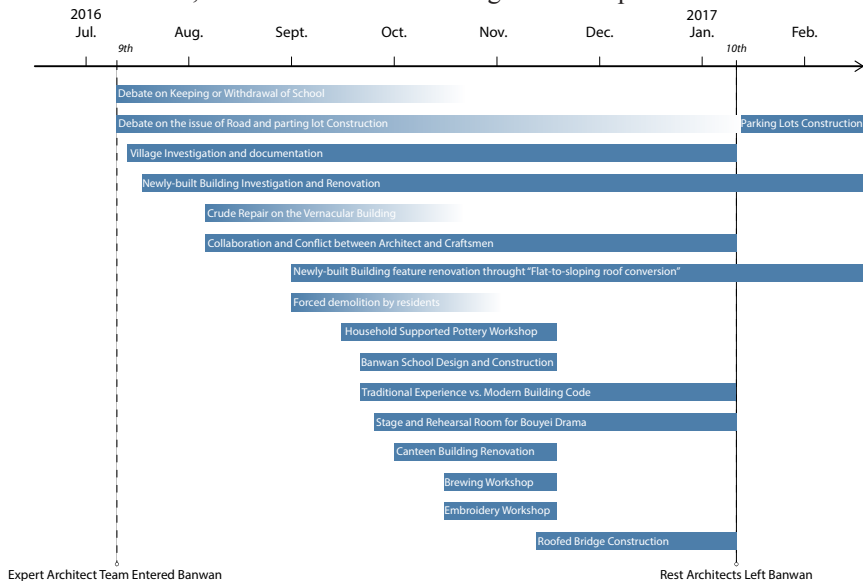 2016
2017
Jul.
Aug.
Sept.
Oct.
Nov.
Dec.
Jan.
Feb.
9th
10th
Debate on Keeping or Withdrawal of School
Debate on the issue of Road and parting lot Construction
Parking Lots Construction
Village Investigation and documentation
Newly-built Building Investigation and Renovation
Crude Repair on the Vernacular Building
Collaboration and Conflict between Architect and Craftsmen
Newly-built Building feature renovation throught “Flat-to-sloping roof conversion”
Forced demolition by residents
Household Supported Pottery Workshop
Banwan School Design and Construction
Traditional Experience vs. Modern Building Code
Stage and Rehearsal Room for Bouyei Drama
Canteen Building Renovation
Brewing Workshop
Embroidery Workshop
Roofed Bridge Construction
Expert Architect Team Entered Banwan
Rest Architects Left Banwan